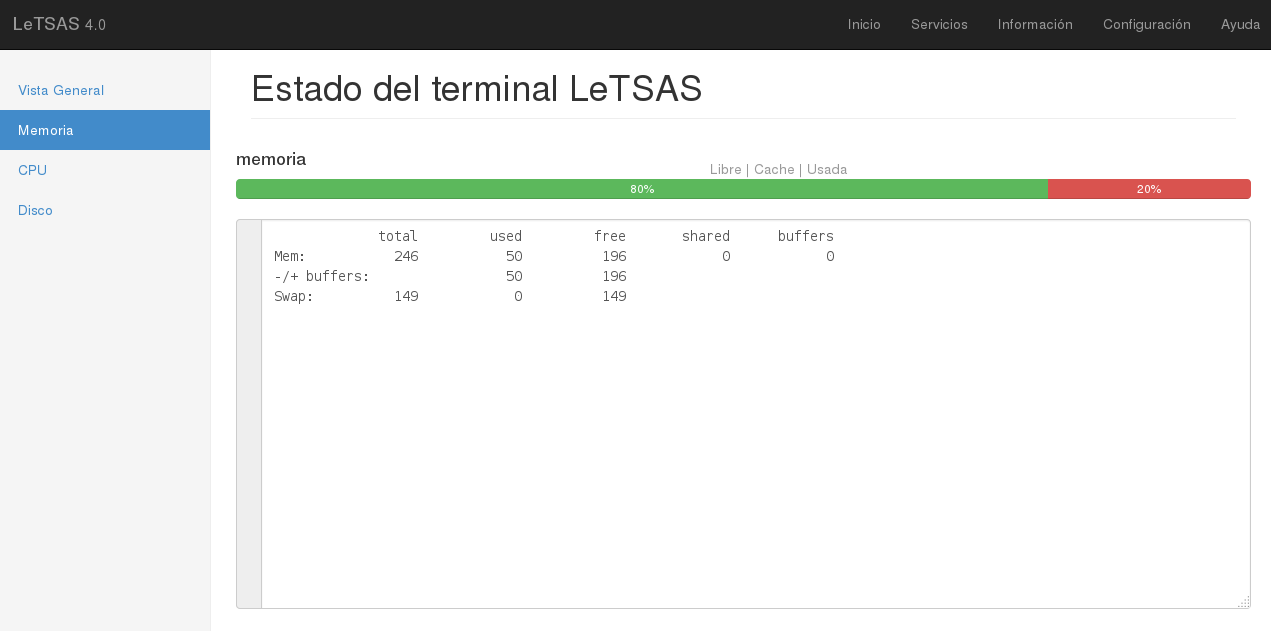 LeTSAS 4.0 Inicio Servicios Información Configuración Ayuda
Vista General
Memoria
CPU
Disco
Estado del terminal LeTSAS
memoria
Libre | Cache | Usada
80% 20%
total used free shared buffers
Mem: 246 50 196 0 0
-/+ buffers: 50 196
Swap: 149 0 149